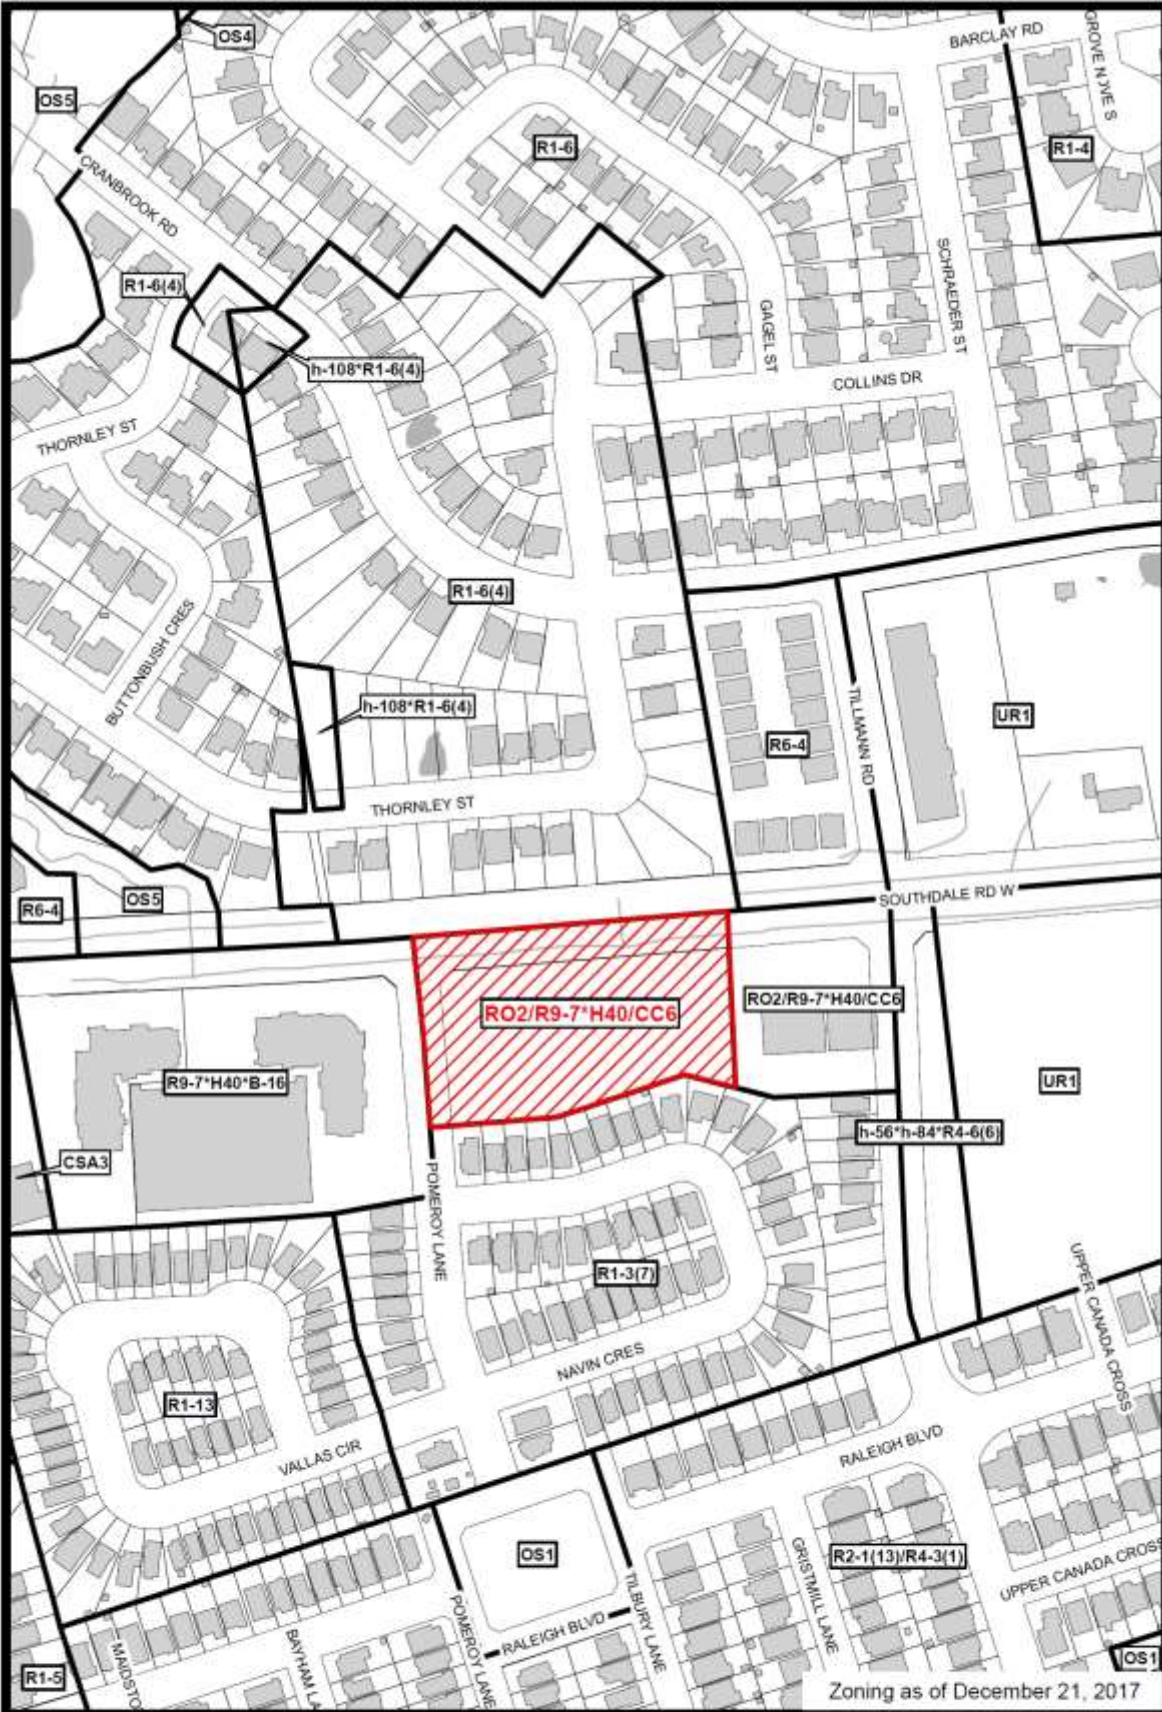 OS4
BARCLAY RD
OS5
R1-6
R1-4
CRANBROOK RD
R1-6(4)
SCHRAEDER ST
GAGEL ST
h-108*R1-6(4)
COLLINS DR
THORNLEY ST
R1-6(4)
BUTTONBUSH CRES
h-108*R1-6(4)
TILLMANN RD
UR1
R6-4
THORNLEY ST
SOUTHDALE RD W
OS5
R6-4
RO2/R9-7*H40/CC6
RO2/R9-7*H40/CC6
R9-7*H40*B-16
UR1
h-56*h-84*R4-6(6)
CSA3
POMEROY LANE
R1-3(7)
UPPER CANADA CROSS
NAVIN CRES
R1-13
VALLAS CIR
RALEIGH BLVD
OS1
GRISTMILL LANE
R2-1(13)/R4-3(1)
UPPER CANADA CROSS
TILBURY LANE
POMEROY LANE
RALEIGH BLVD
BAYHAM LA
MAIDSTO
R1-5
OS1
Zoning as of December 21, 2017